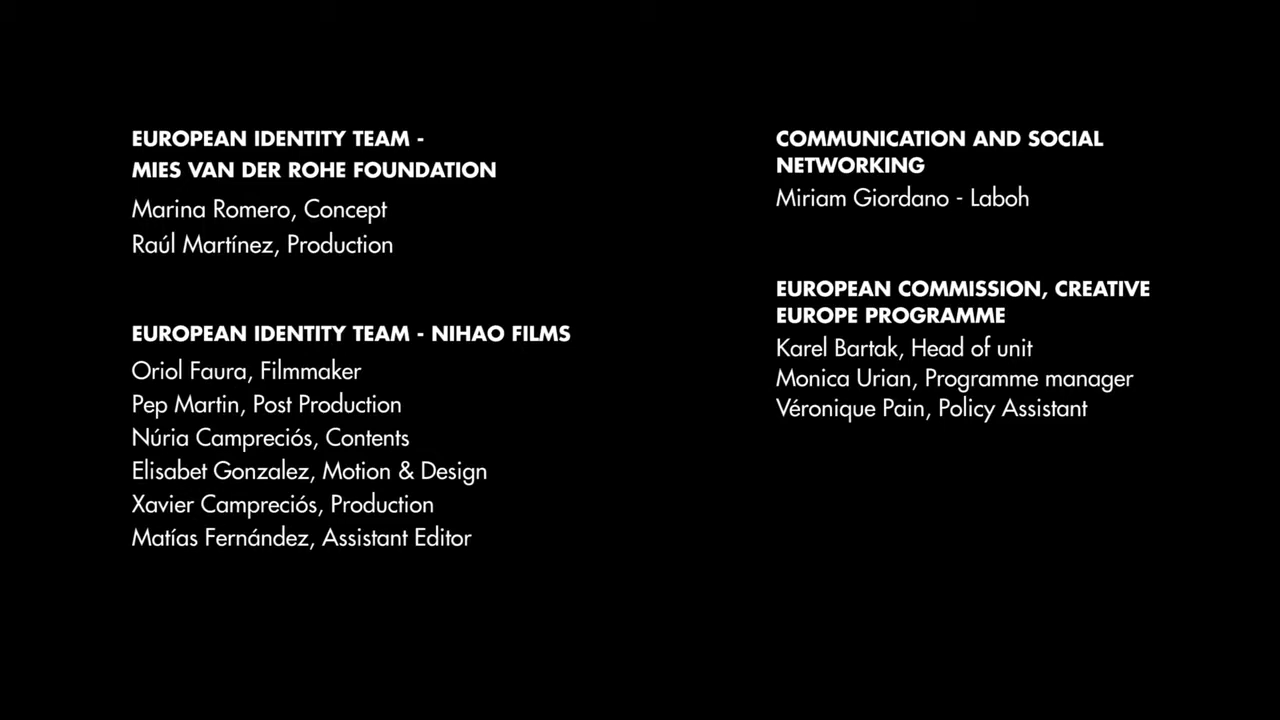 EUROPEAN IDENTITY TEAM -
MIES VAN DER ROHE FOUNDATION
Marina Romero, Concept
Raúl Martínez, Production
EUROPEAN IDENTITY TEAM - NIHAO FILMS
Oriol Faura, Filmmaker
Pep Martin, Post Production
Núria Campreciós, Contents
Elisabet Gonzalez, Motion & Design
Xavier Campreciós, Production
Matías Fernández, Assistant Editor
COMMUNICATION AND SOCIAL
NETWORKING
Miriam Giordano - Laboh
EUROPEAN COMMISSION, CREATIVE
EUROPE PROGRAMME
Karel Bartak, Head of unit
Monica Urian, Programme manager
Véronique Pain, Policy Assistant